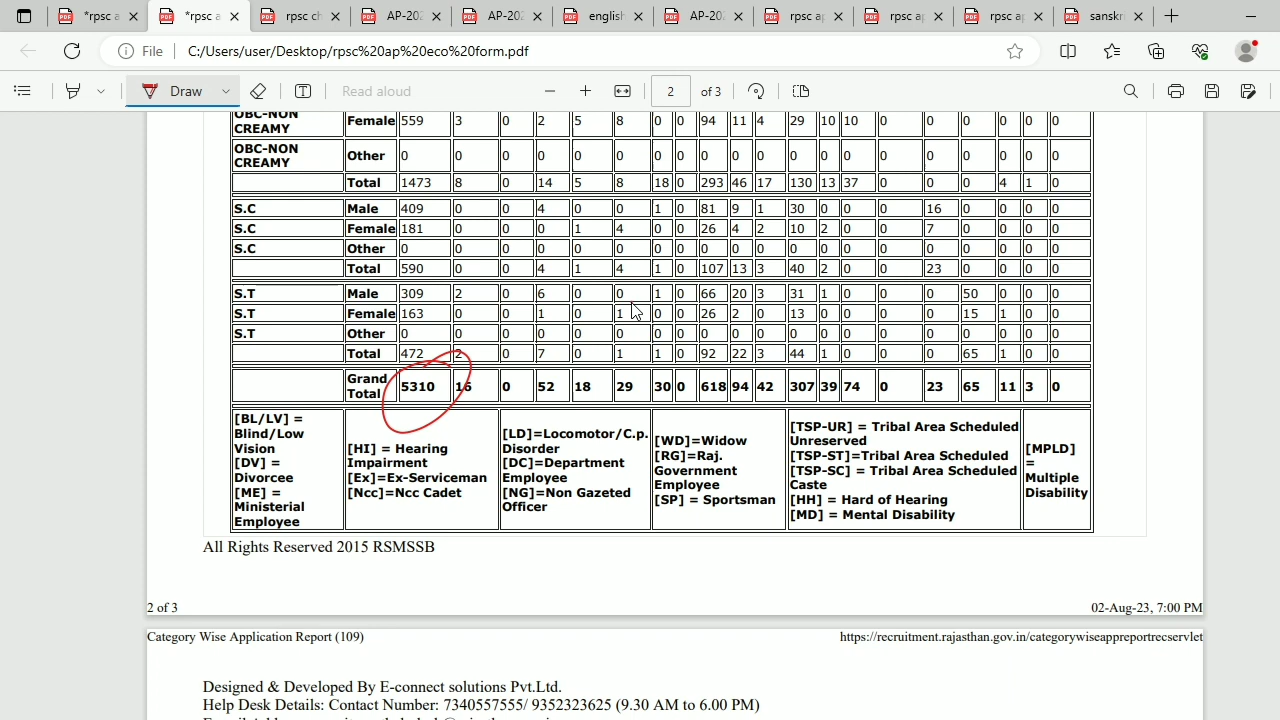 *rpsc a
*rpsc a
rpsc ch
AP-202
AP-202
english
AP-202
rpsc a
rpsc ap
rpsc ap
sanskr
File C:/Users/user/Desktop/rpsc%20ap%20eco%20form.pdf
Draw Read aloud 2 of 3
OBC-NON CREAMY Female 559 3 0 2 5 8 0 0 94 11 4 29 10 10 0 0 0 0 0 0
OBC-NON CREAMY Other 0 0 0 0 0 0 0 0 0 0 0 0 0 0 0 0 0 0 0 0
Total 1473 8 0 14 5 8 18 0 293 46 17 130 13 37 0 0 0 4 1 0
S.C Male 409 0 0 4 0 0 1 0 81 9 1 30 0 0 0 16 0 0 0 0
S.C Female 181 0 0 0 1 4 0 0 26 4 2 10 2 0 0 7 0 0 0 0
S.C Other 0 0 0 0 0 0 0 0 0 0 0 0 0 0 0 0 0 0 0 0
Total 590 0 0 4 1 4 1 0 107 13 3 40 2 0 0 23 0 0 0 0
S.T Male 309 2 0 6 0 0 1 0 66 20 3 31 1 0 0 0 50 0 0 0
S.T Female 163 0 0 1 0 1 0 0 26 2 0 13 0 0 0 0 15 1 0 0
S.T Other 0 0 0 0 0 0 0 0 0 0 0 0 0 0 0 0 0 0 0 0
Total 472 2 0 7 0 1 1 0 92 22 3 44 1 0 0 0 65 1 0 0
Grand Total 5310 16 0 52 18 29 30 0 618 94 42 307 39 74 0 23 65 11 3 0
[BL/LV] =
Blind/Low
Vision
[DV] =
Divorcee
[ME] =
Ministerial
Employee
[HI] = Hearing
Impairment
[Ex]=Ex-Serviceman
[Ncc]=Ncc Cadet
[LD]=Locomotor/C.p.
Disorder
[DC]=Department
Employee
[NG]=Non Gazeted
Officer
[WD]=Widow
[RG]=Raj.
Government
Employee
[SP] = Sportsman
[TSP-UR] = Tribal Area Scheduled
Unreserved
[TSP-ST]=Tribal Area Scheduled
[TSP-SC] = Tribal Area Scheduled
Caste
[HH] = Hard of Hearing
[MD] = Mental Disability
[MPLD]
=
Multiple
Disability
All Rights Reserved 2015 RSMSSB
2 of 3 02-Aug-23, 7:00 PM
Category Wise Application Report (109) https://recruitment.rajasthan.gov.in/categorywiseappreportrecservlet
Designed & Developed By E-connect solutions Pvt.Ltd.
Help Desk Details: Contact Number: 7340557555/ 9352323625 (9.30 AM to 6.00 PM)